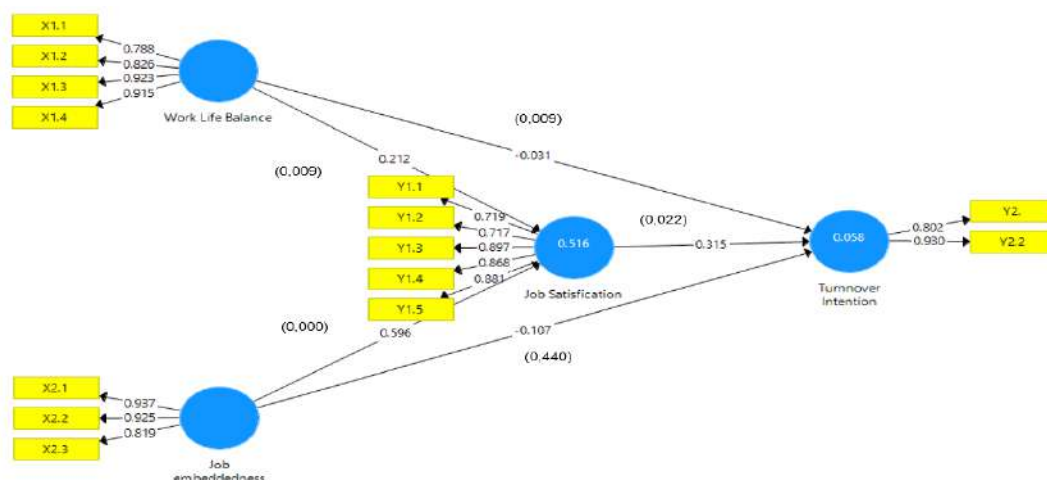 X1.1
X1.2
X1.3
X1.4
0.788
0.826
0.923
0.915
Work Life Balance
(0,009)
-0.031
0.212
(0,009)
Y1.1
Y1.2
Y1.3
Y1.4
Y1.5
0.719
0.717
0.897
0.868
0.881
0.516
Job Satisfication
(0,022)
0.315
0.058
Turnnover
Intention
0.802
0.930
Y2.
Y2.2
(0,000)
0.596
-0.107
(0,440)
X2.1
X2.2
X2.3
0.937
0.925
0.819
Job
embeddedness